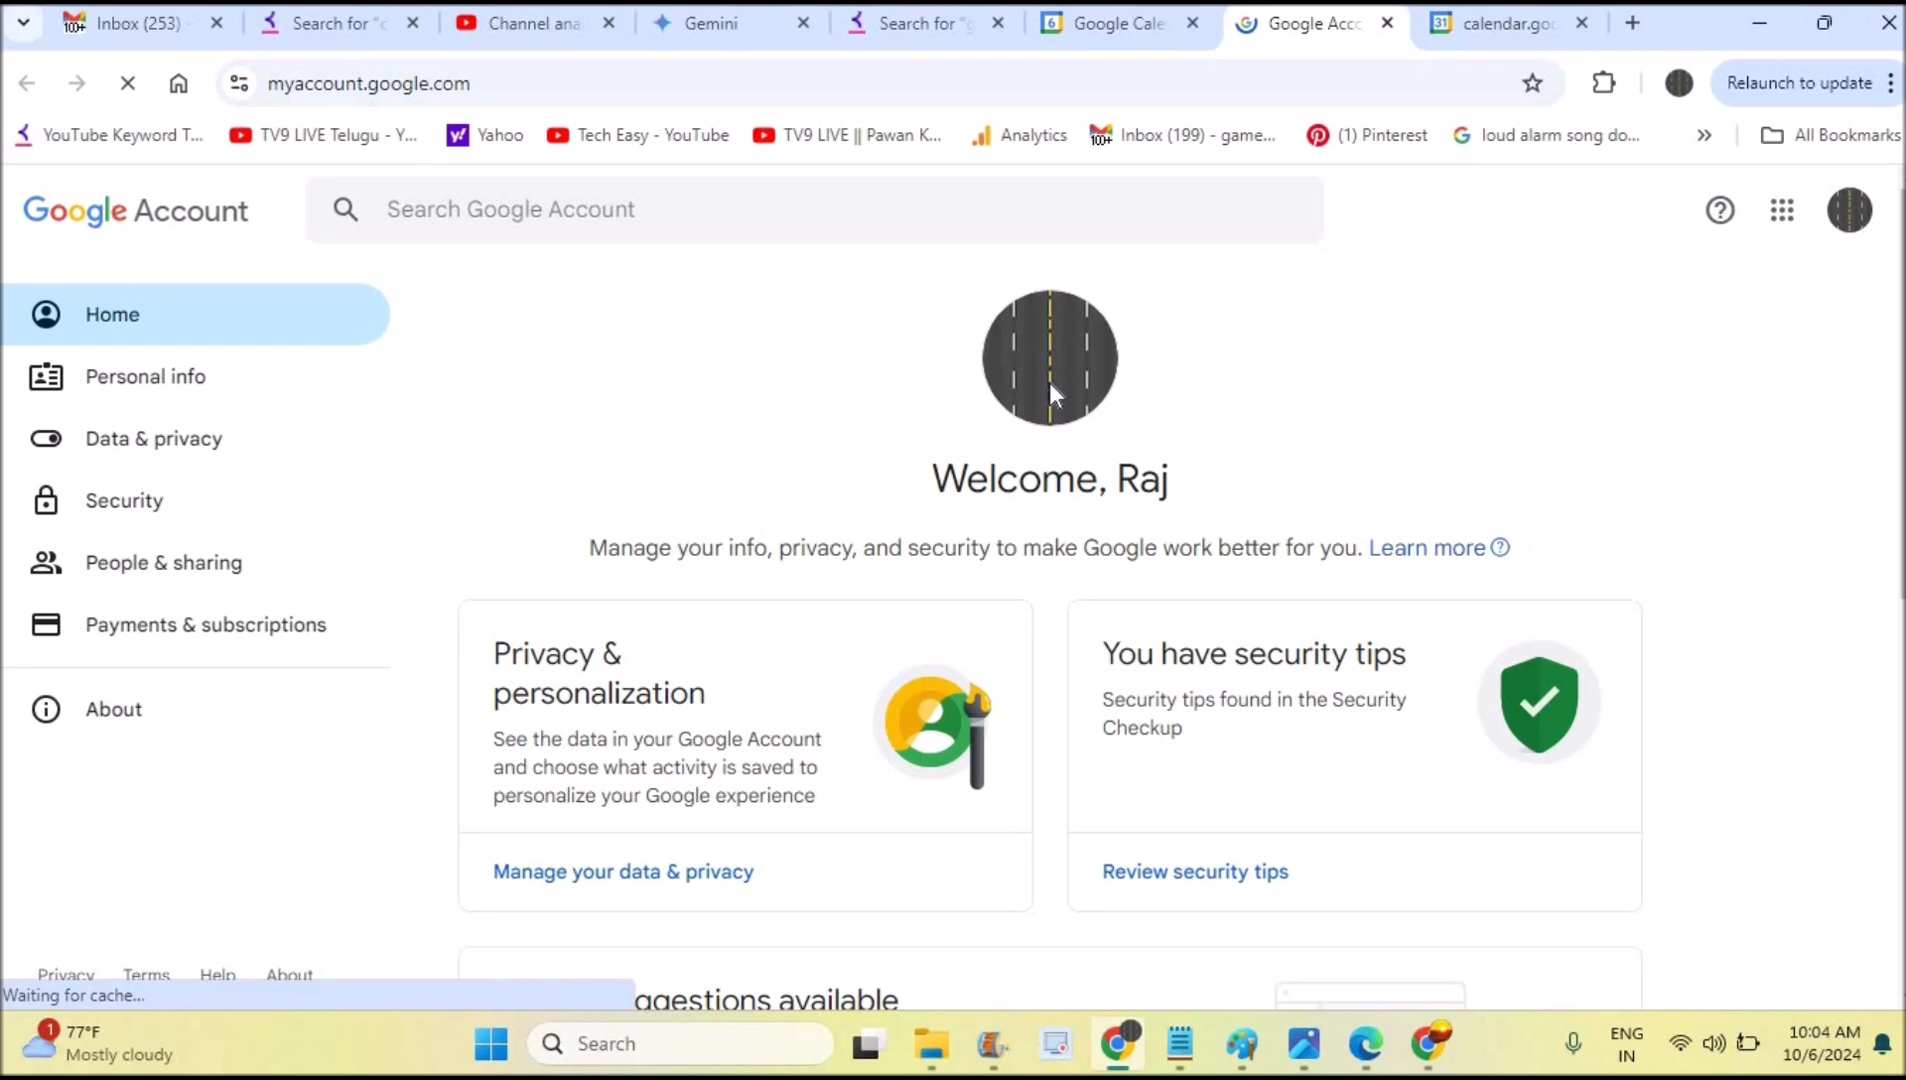 Inbox (253) -
Search for "c
Channel ana
Gemini
Search for "g
6
Google Cale
Google Acco
31
calendar.goo
myaccount.google.com
Relaunch to update
YouTube Keyword T...
TV9 LIVE Telugu - Y...
Yahoo
Tech Easy - YouTube
TV9 LIVE || Pawan K...
Analytics
Inbox (199) - game...
(1) Pinterest
loud alarm song do...
All Bookmarks
Google Account
Search Google Account
Home
Personal info
Data & privacy
Security
People & sharing
Payments & subscriptions
About
Welcome, Raj
Manage your info, privacy, and security to make Google work better for you. Learn more
Privacy &
personalization
See the data in your Google Account
and choose what activity is saved to
personalize your Google experience
Manage your data & privacy
You have security tips
Security tips found in the Security
Checkup
Review security tips
Privacy Terms Help About
Waiting for cache...
ggestions available
1
77°F
Mostly cloudy
Search
ENG
IN
10:04 AM
10/6/2024